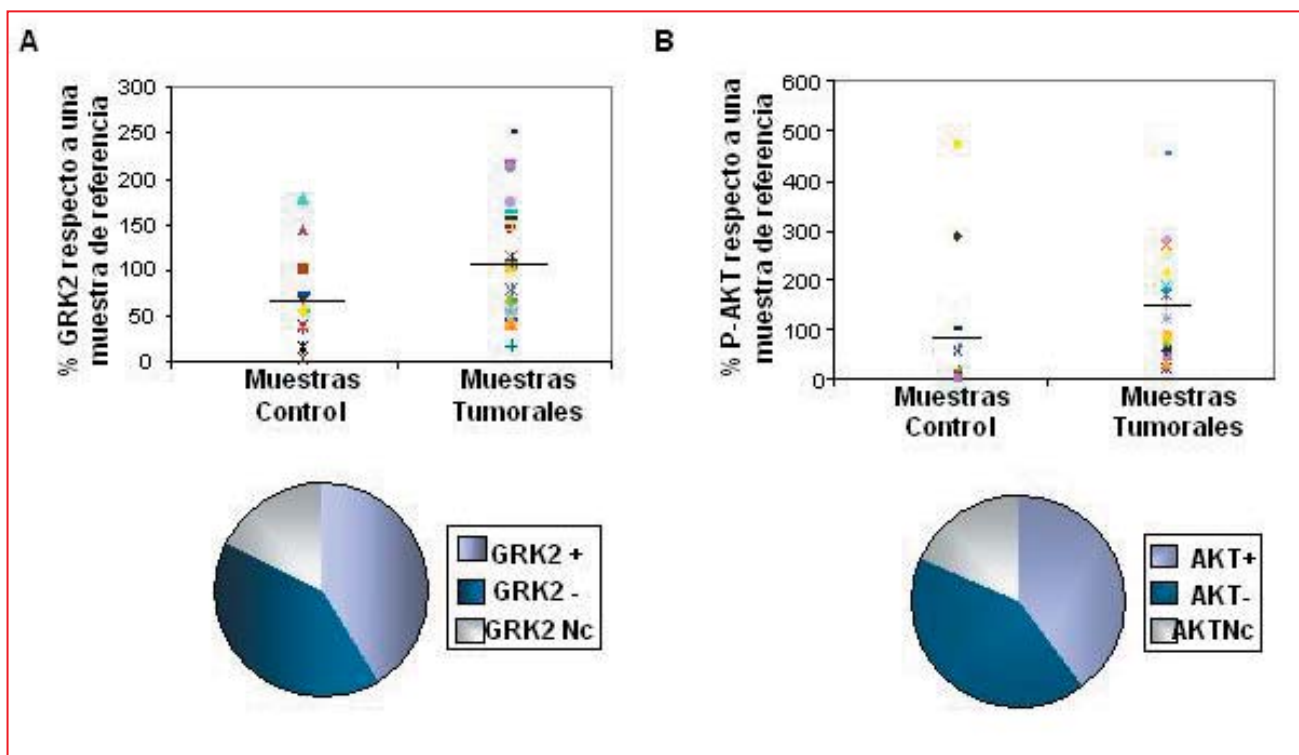 A
% GRK2 respecto a una
muestra de referencia
300
250
200
150
100
50
0
Muestras
Control
Muestras
Tumorales
GRK2 +
GRK2 -
GRK2 Nc
B
% P-AKT respecto a una
muestra de referencia
600
500
400
300
200
100
0
Muestras
Control
Muestras
Tumorales
AKT+
AKT-
AKTNc